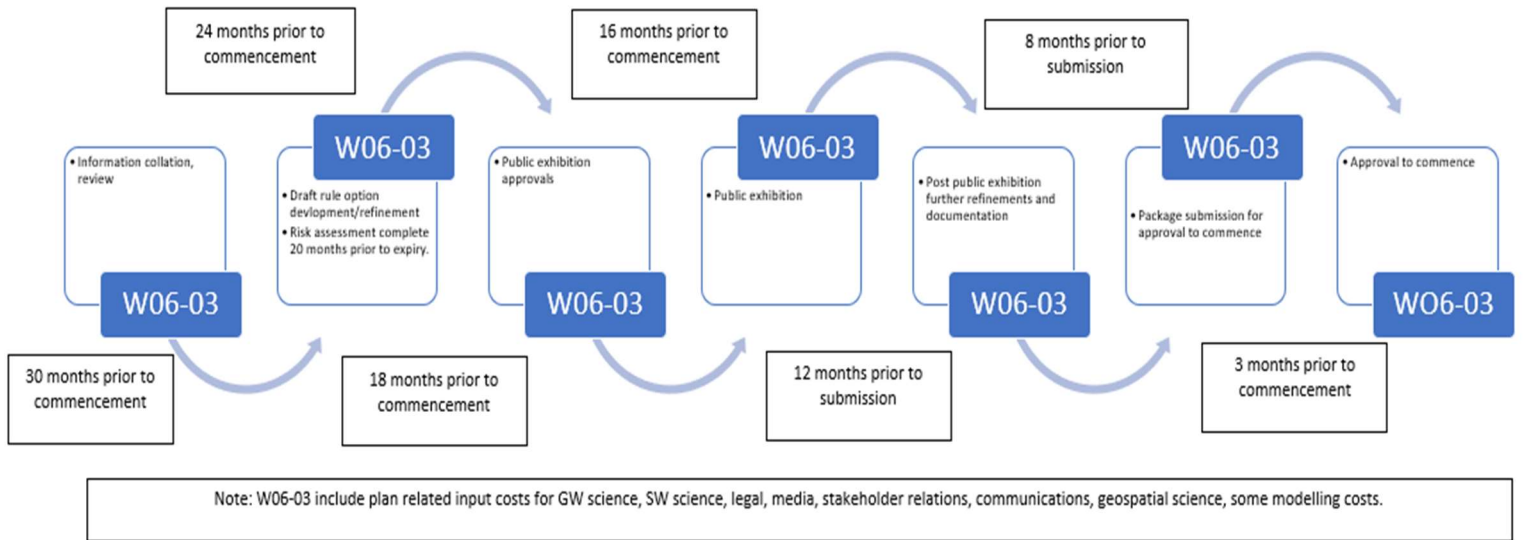 24 months prior to
commencement
16 months prior to
commencement
8 months prior to
submission
• Information collation,
review
W06-03
W06-03
• Draft rule option
devlopment/refinement
• Risk assessment complete
20 months prior to expiry.
W06-03
• Public exhibition
approvals
W06-03
W06-03
• Public exhibition
• Post public exhibition
further refinements and
documentation
W06-03
W06-03
• Package submission for
approval to commence
• Approval to commence
WO6-03
30 months prior to
commencement
18 months prior to
commencement
12 months prior to
submission
3 months prior to
commencement
Note: W06-03 include plan related input costs for GW science, SW science, legal, media, stakeholder relations, communications, geospatial science, some modelling costs.